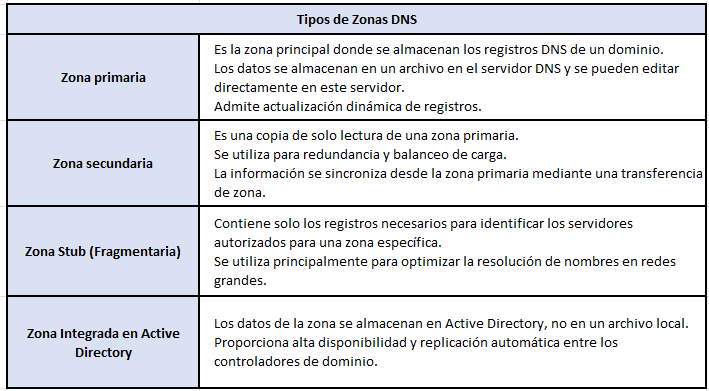 Tipos de Zonas DNS
Zona primaria
Es la zona principal donde se almacenan los registros DNS de un dominio.
Los datos se almacenan en un archivo en el servidor DNS y se pueden editar
directamente en este servidor.
Admite actualización dinámica de registros.
Zona secundaria
Es una copia de solo lectura de una zona primaria.
Se utiliza para redundancia y balanceo de carga.
La información se sincroniza desde la zona primaria mediante una transferencia
de zona.
Zona Stub (Fragmentaria)
Contiene solo los registros necesarios para identificar los servidores
autorizados para una zona específica.
Se utiliza principalmente para optimizar la resolución de nombres en redes
grandes.
Zona Integrada en Active
Directory
Los datos de la zona se almacenan en Active Directory, no en un archivo local.
Proporciona alta disponibilidad y replicación automática entre los
controladores de dominio.